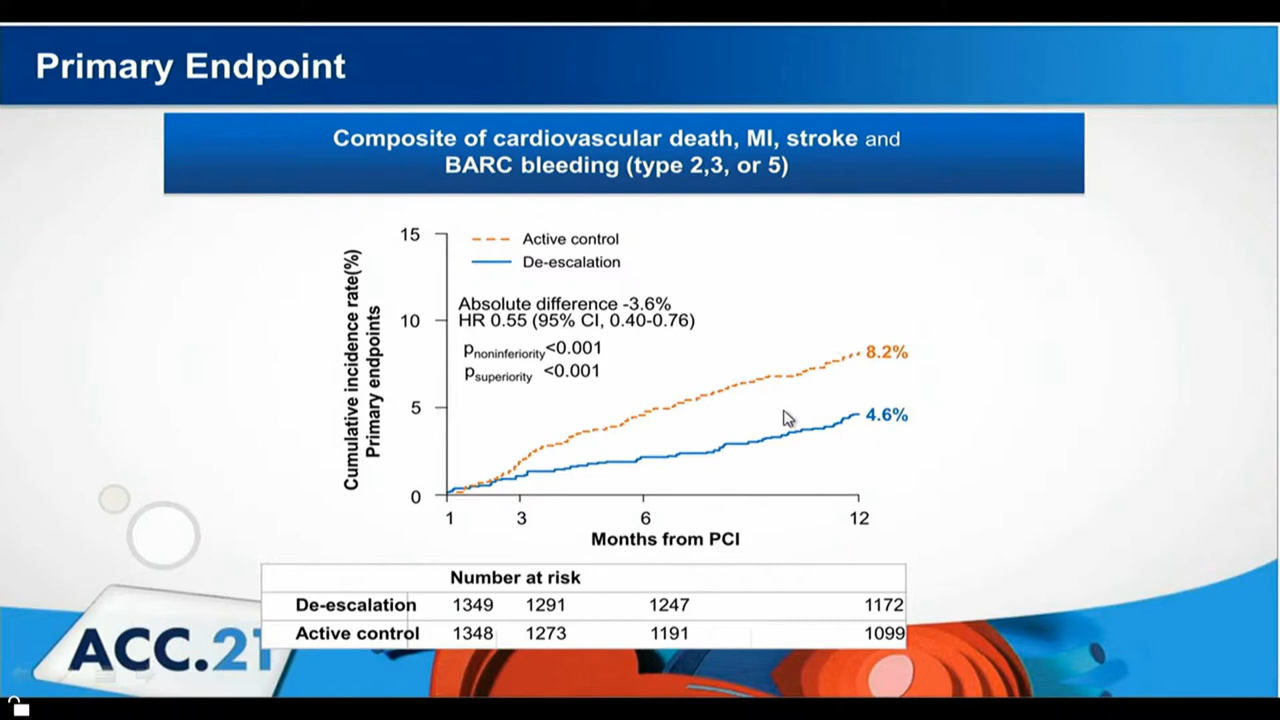 Primary Endpoint
Composite of cardiovascular death, MI, stroke and
BARC bleeding (type 2,3, or 5)
Cumulative incidence rate(%)
Primary endpoints
15
10
5
0
Active control
De-escalation
Absolute difference -3.6%
HR 0.55 (95% CI, 0.40-0.76)
pnoninferiority<0.001
psuperiority <0.001
8.2%
4.6%
1 3 6 12
Months from PCI
Number at risk
De-escalation 1349 1291 1247 1172
Active control 1348 1273 1191 1099
ACC.21